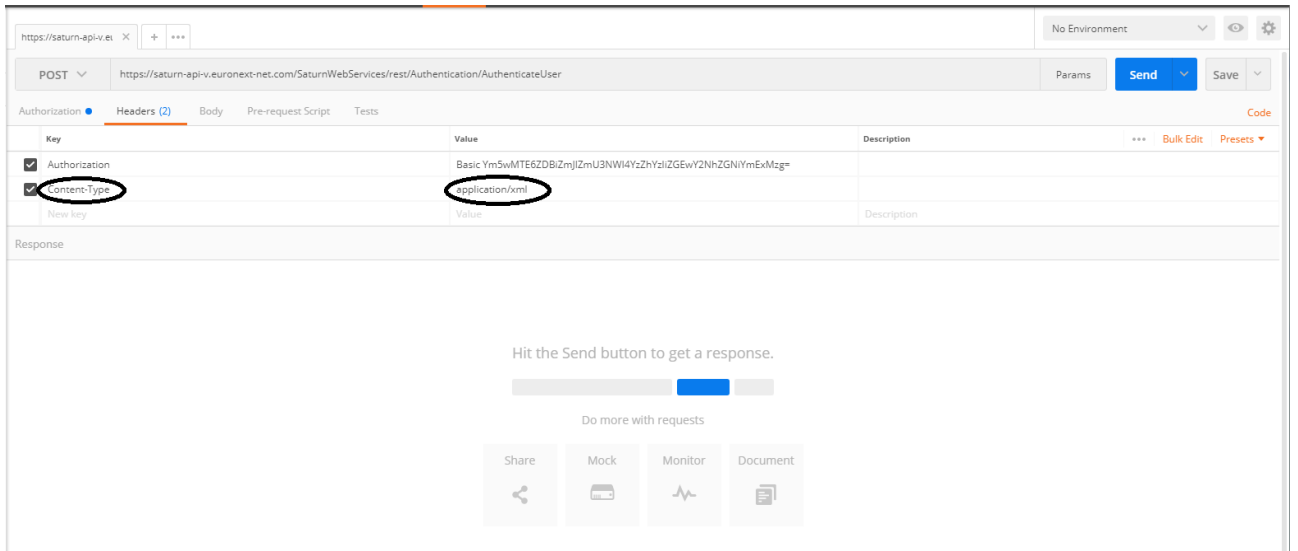 https://saturn-api-v.eu
No Environment
POST
https://saturn-api-v.euronext-net.com/SaturnWebServices/rest/Authentication/AuthenticateUser
Params
Send
Save
Authorization
Headers (2)
Body
Pre-request Script
Tests
Code
Key
Value
Description
Bulk Edit
Presets
Authorization
Basic Ym5wMTE6ZDBiZmJlZmU3NWI4YzZhYzliZGEwY2NhZGNiYmExMzg=
Content-Type
application/xml
New key
Value
Description
Response
Hit the Send button to get a response.
Do more with requests
Share
Mock
Monitor
Document